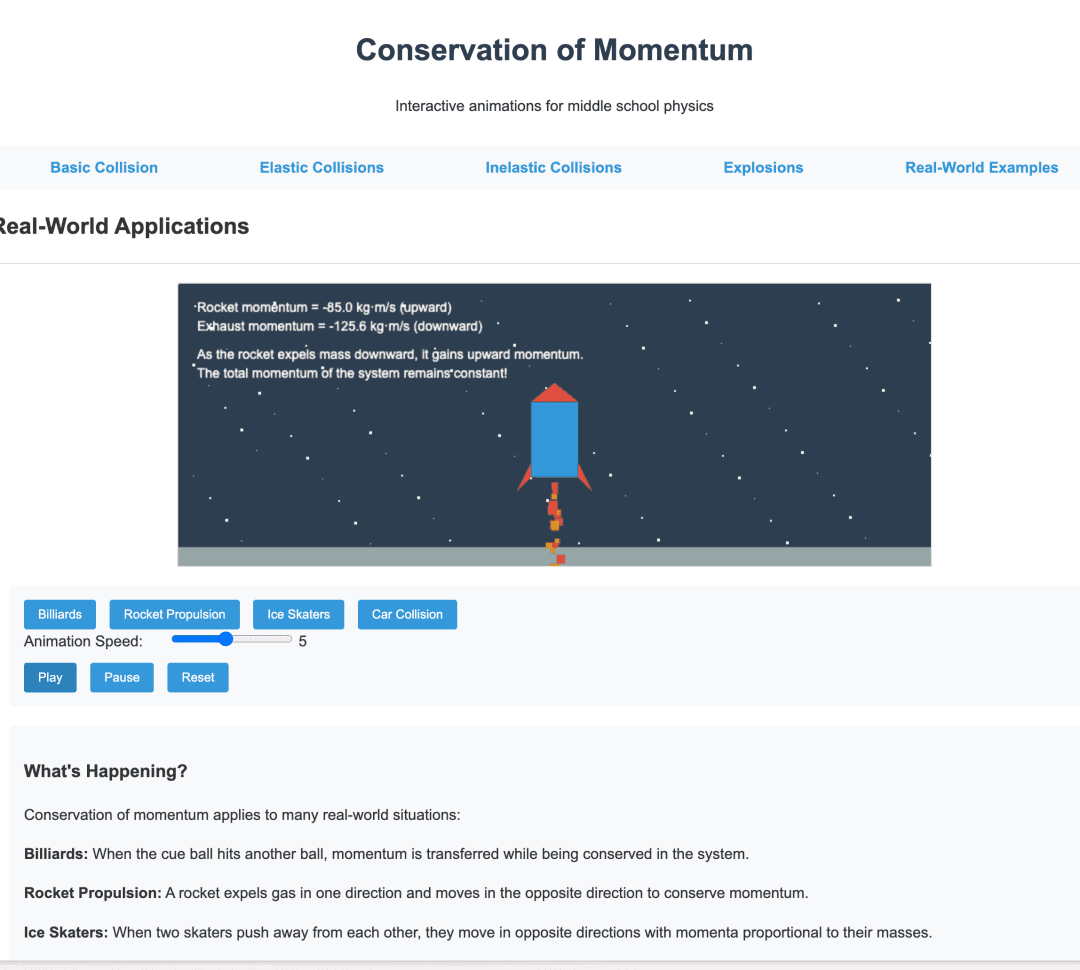 Conservation of Momentum
Interactive animations for middle school physics
Basic Collision Elastic Collisions Inelastic Collisions Explosions Real-World Examples
Real-World Applications
Rocket momentum = -85.0 kg·m/s (upward)
Exhaust momentum = -125.6 kg·m/s (downward)
As the rocket expels mass downward, it gains upward momentum.
The total momentum of the system remains constant!
Billiards Rocket Propulsion Ice Skaters Car Collision
Animation Speed: 5
Play Pause Reset
What's Happening?
Conservation of momentum applies to many real-world situations:
Billiards: When the cue ball hits another ball, momentum is transferred while being conserved in the system.
Rocket Propulsion: A rocket expels gas in one direction and moves in the opposite direction to conserve momentum.
Ice Skaters: When two skaters push away from each other, they move in opposite directions with momenta proportional to their masses.